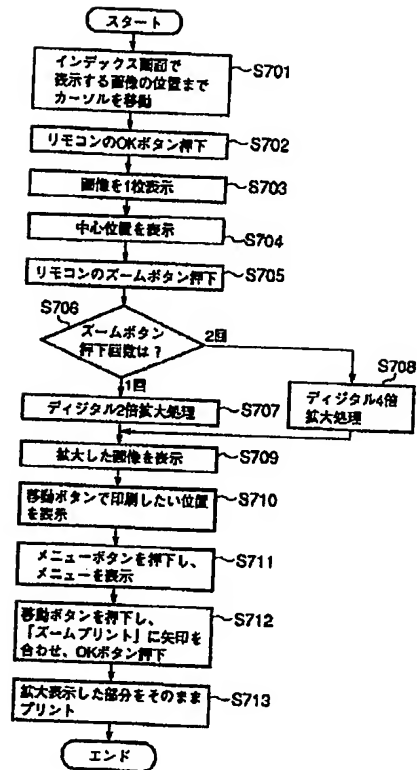 スタート
インデックス画面で
表示する画像の位置まで
カーソルを移動
S701
リモコンのOKボタン押下
S702
画像を1枚表示
S703
中心位置を表示
S704
リモコンのズームボタン押下
S705
S706
ズームボタン
押下回数は?
2回
1回
S708
ディジタル4倍
拡大処理
ディジタル2倍拡大処理
S707
拡大した画像を表示
S709
移動ボタンで印刷したい位置
を表示
S710
メニューボタンを押下し、
メニューを表示
S711
移動ボタンを押下し、
「ズームプリント」に矢印を
合わせ、OKボタン押下
S712
拡大表示した部分をそのまま
プリント
S713
エンド